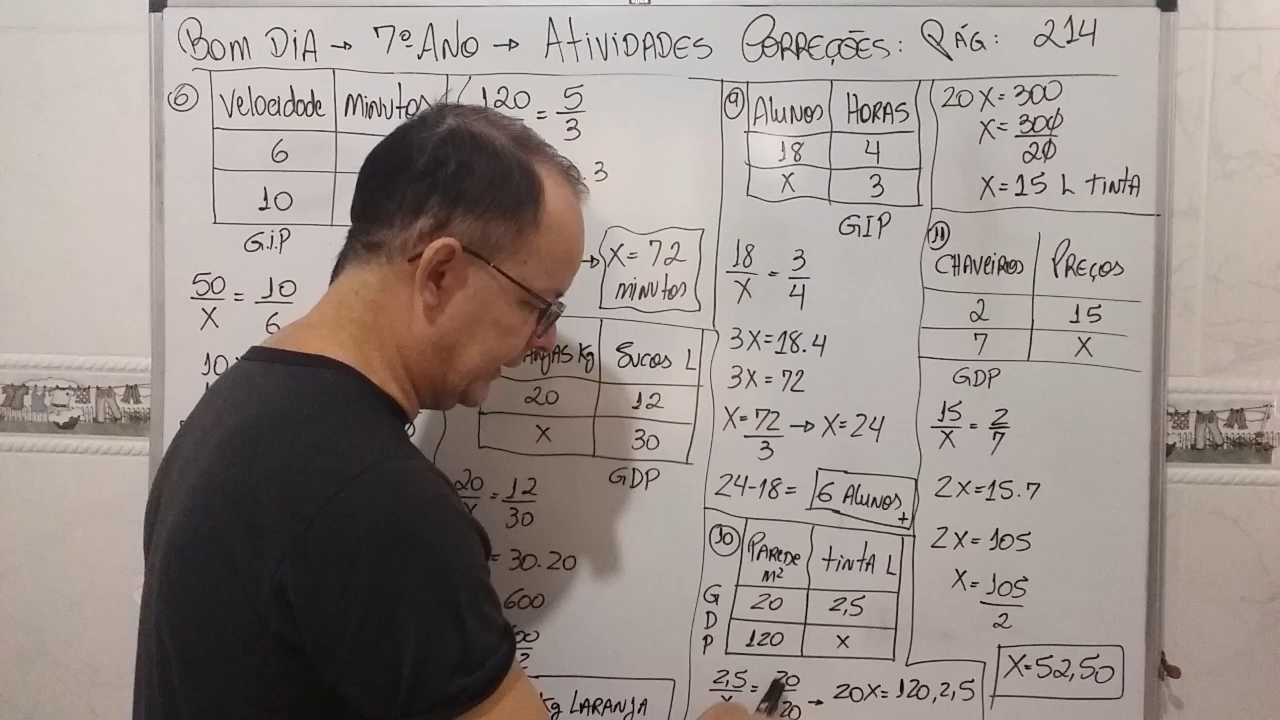 BOM DIA → 7º ANO → ATIVIDADES CORREÇÕES: PÁG: 214
6
Velocidade Minutos
6
10
G.I.P
50/X = 10/6
10
120 = 5/3
.3
→ X = 72
minutos
Kg SUCOS L
20 12
X 30
GDP
20/X = 12/30
= 30.20
600
Kg LARANJA
9
ALUNOS HORAS
18 4
X 3
GIP
18/X = 3/4
3X = 18.4
3X = 72
X = 72/3 → X = 24
24-18 = 6 ALUNOS +
10
PAREDE M² TINTA L
20 2,5
120 X
GDP
2,5/X = 20/120 → 20X = 120.2,5
20X = 300
X = 300/20
X = 15 L TINTA
11
CHAVEIROS PREÇOS
2 15
7 X
GDP
15/X = 2/7
2X = 15.7
2X = 105
X = 105/2
X = 52,50